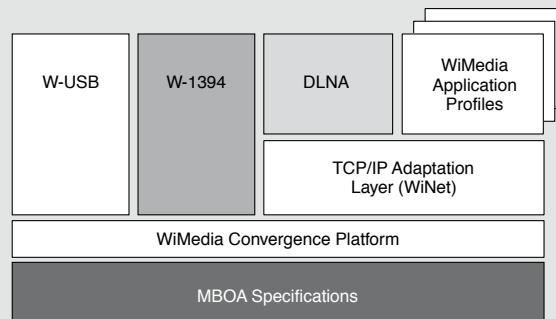 W-USB
W-1394
DLNA
WiMedia
Application
Profiles
TCP/IP Adaptation
Layer (WiNet)
WiMedia Convergence Platform
MBOA Specifications